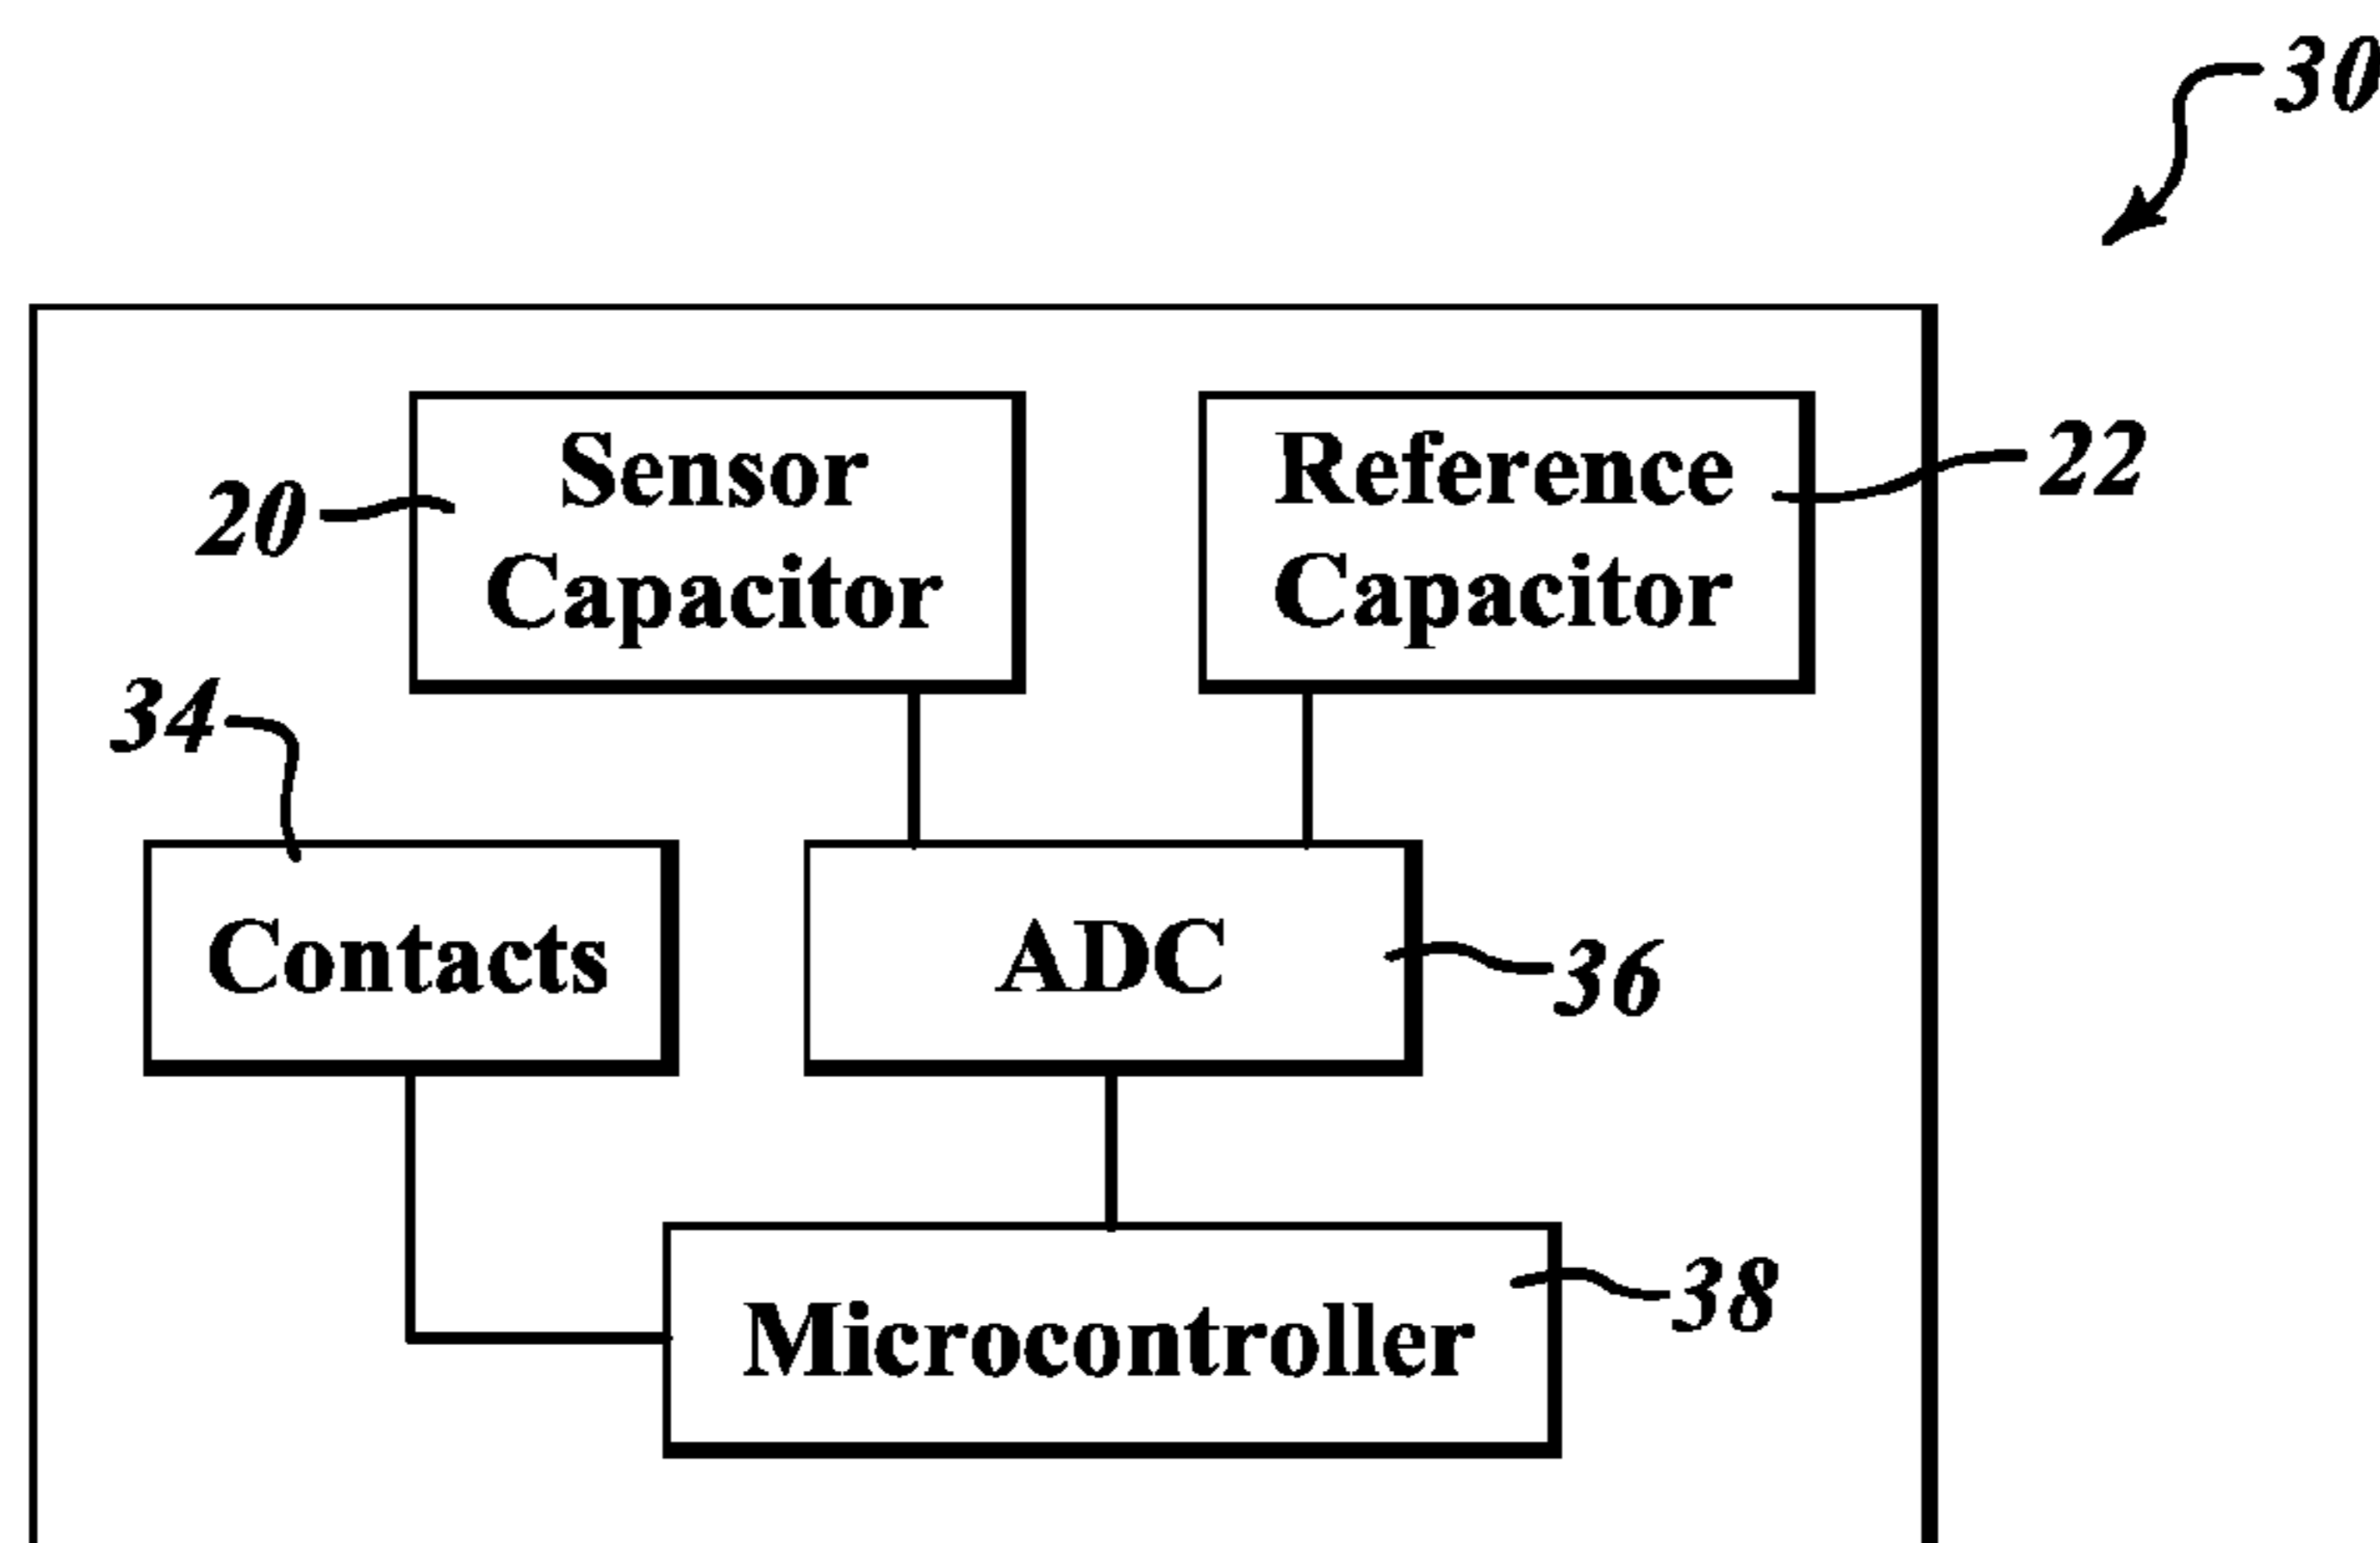 30
Sensor
Capacitor
Reference
Capacitor
22
20
34
Contacts
ADC
36
Microcontroller
38